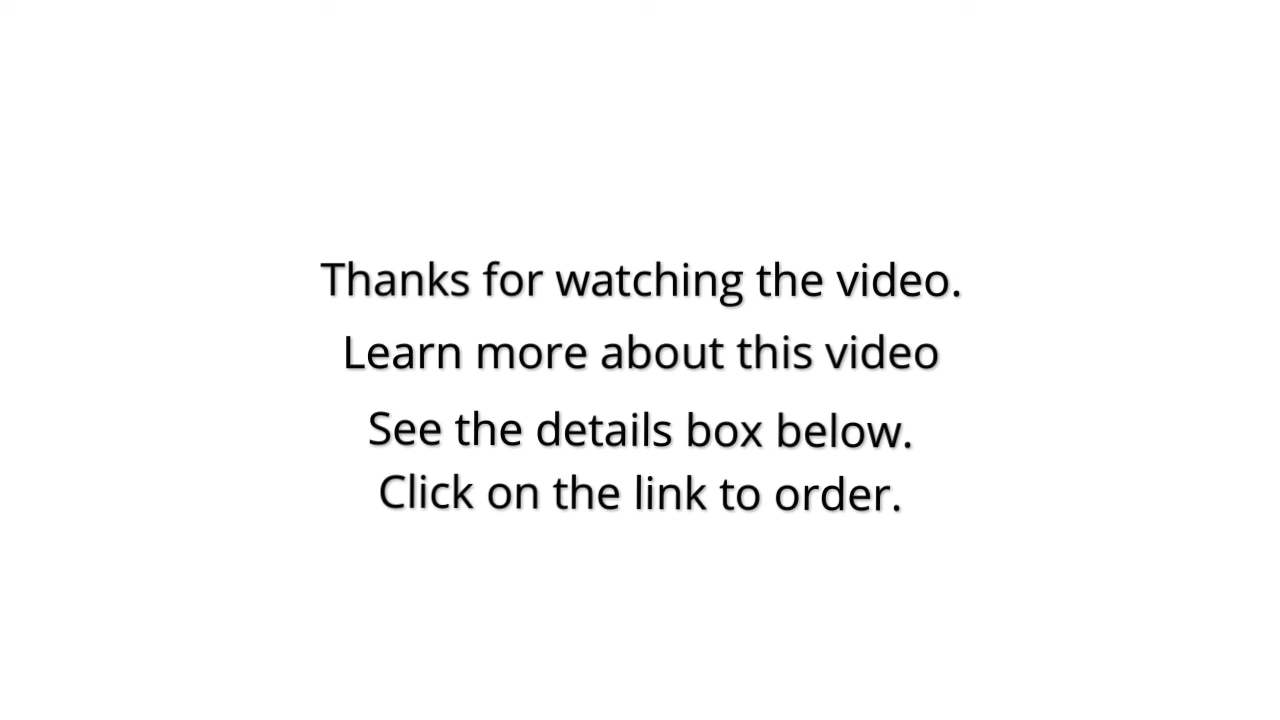 Thanks for watching the video.
Learn more about this video
See the details box below.
Click on the link to order.